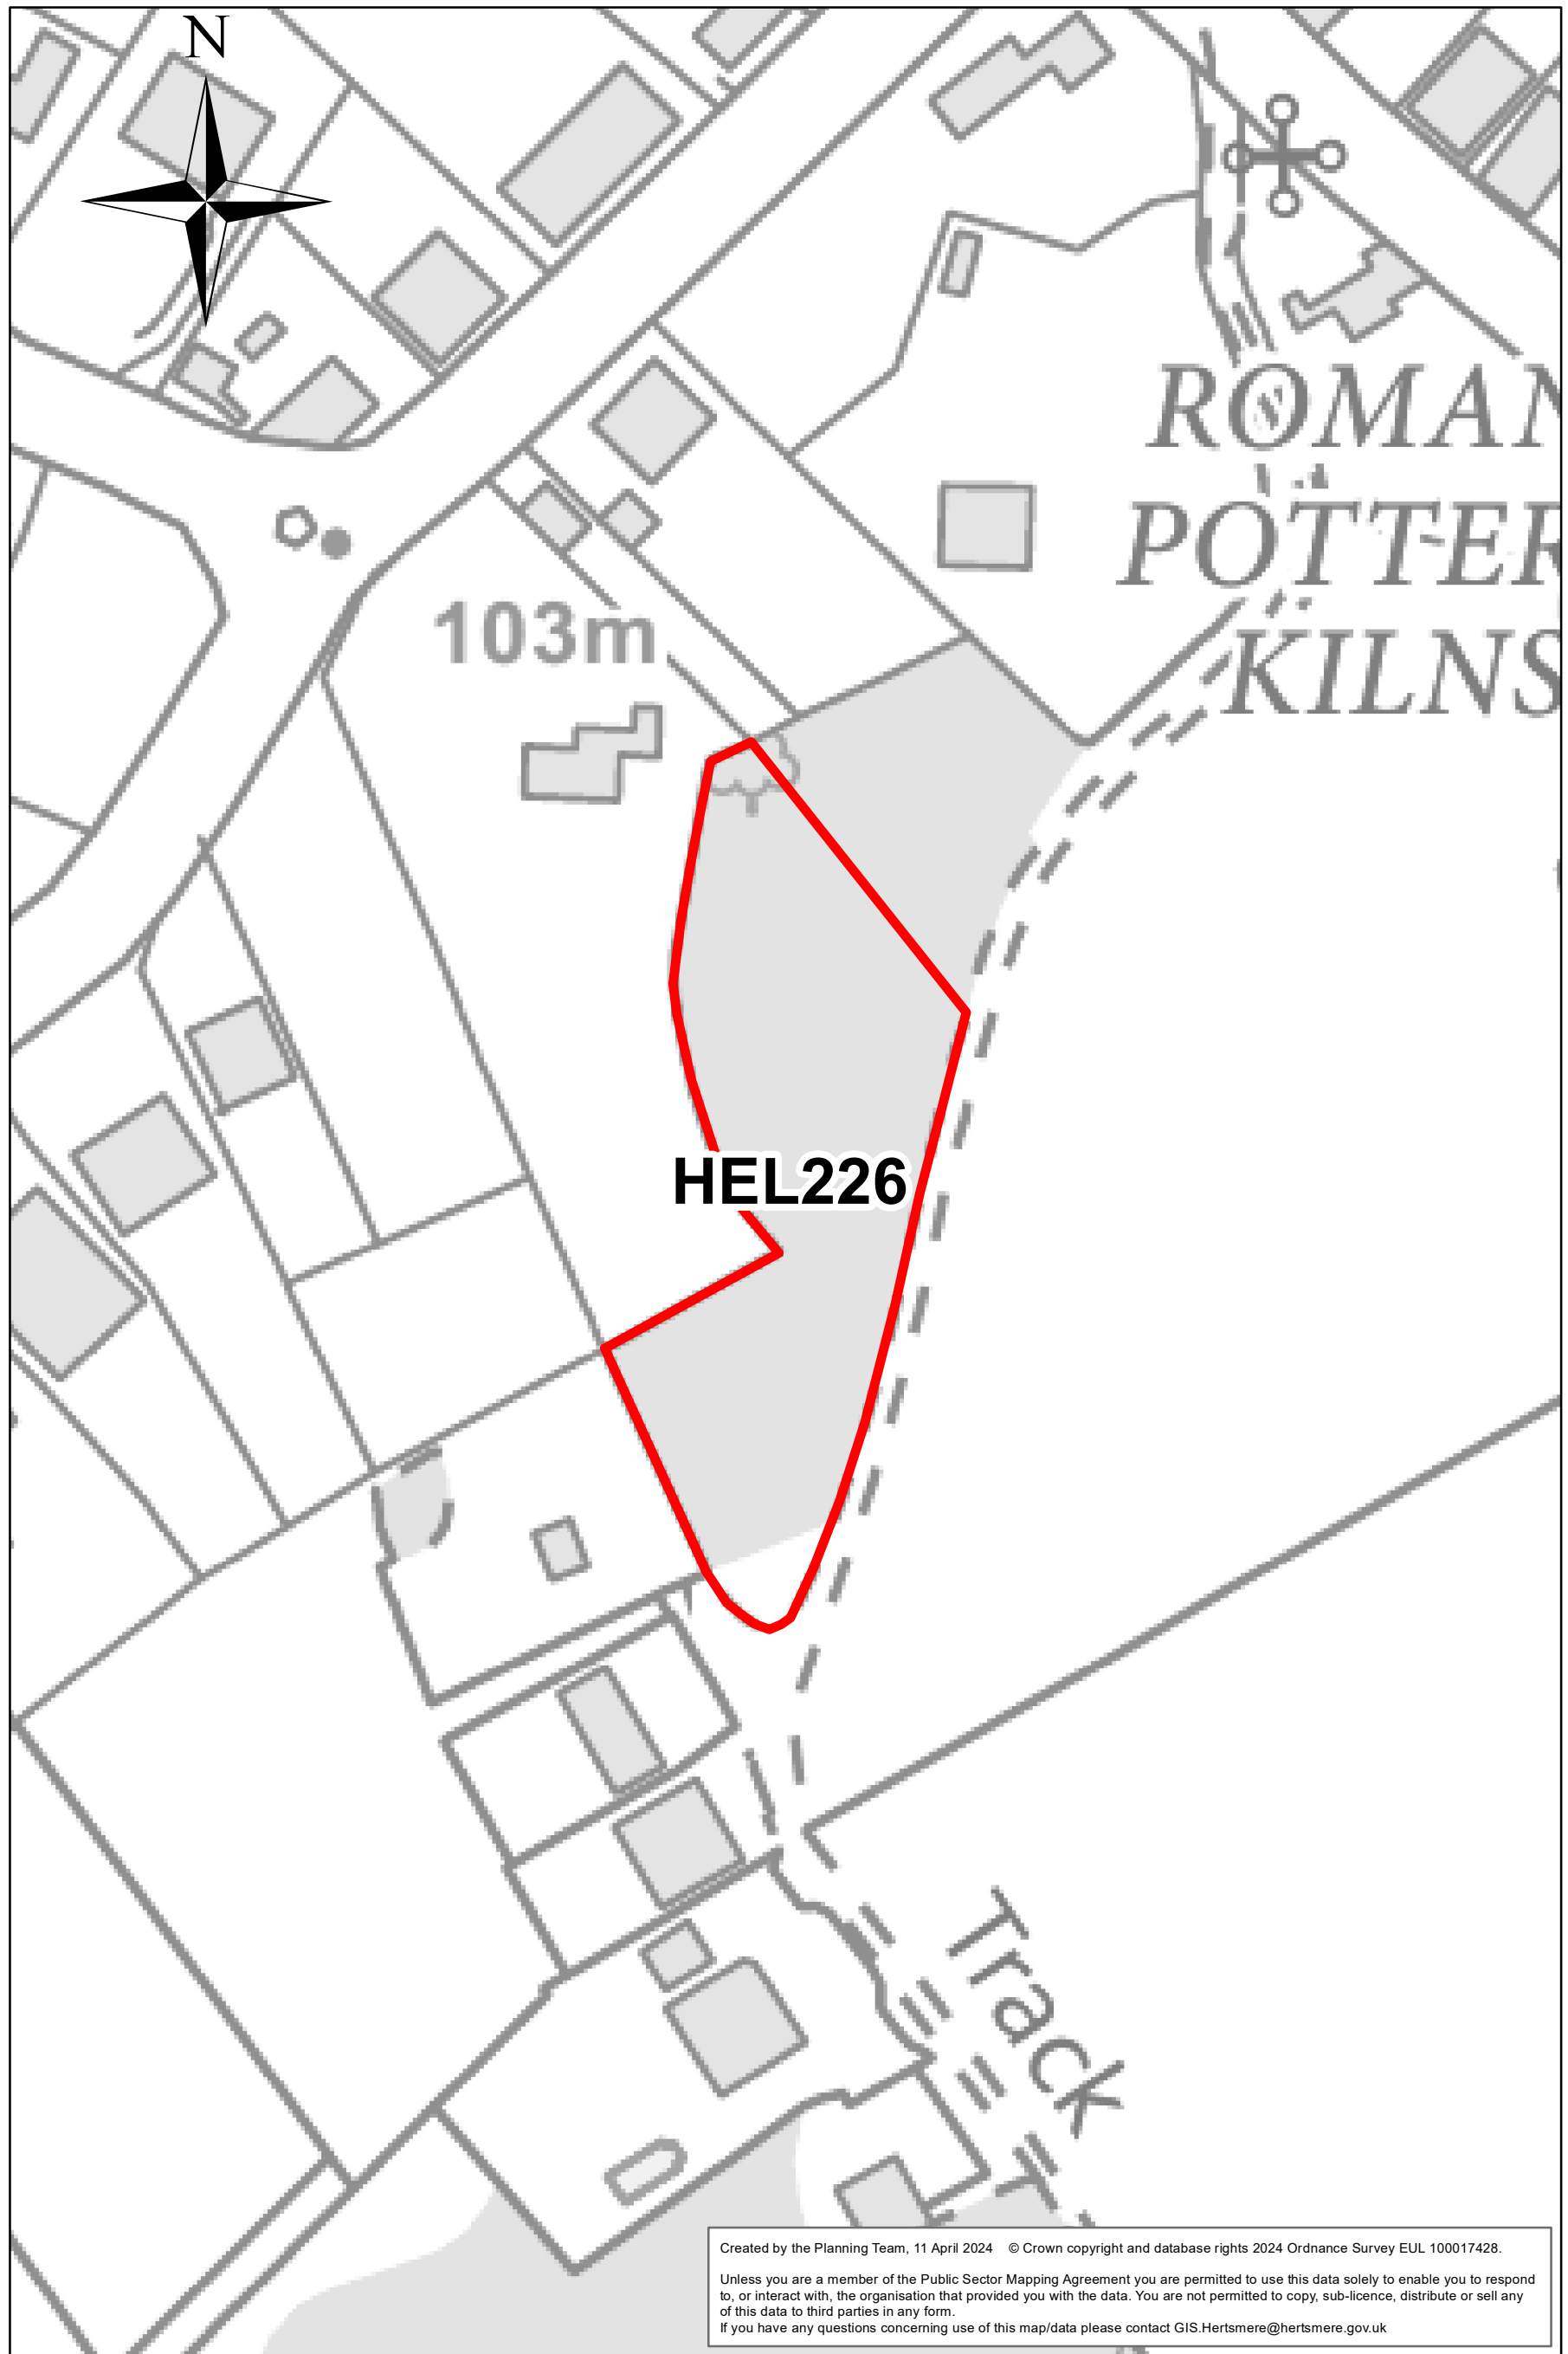 N
ROMAN
POTTER
KILNS
103m
HEL226
Track
Created by the Planning Team, 11 April 2024 © Crown copyright and database rights 2024 Ordnance Survey EUL 100017428.
Unless you are a member of the Public Sector Mapping Agreement you are permitted to use this data solely to enable you to respond
to, or interact with, the organisation that provided you with the data. You are not permitted to copy, sub-licence, distribute or sell any
of this data to third parties in any form.
If you have any questions concerning use of this map/data please contact GIS.Hertsmere@hertsmere.gov.uk